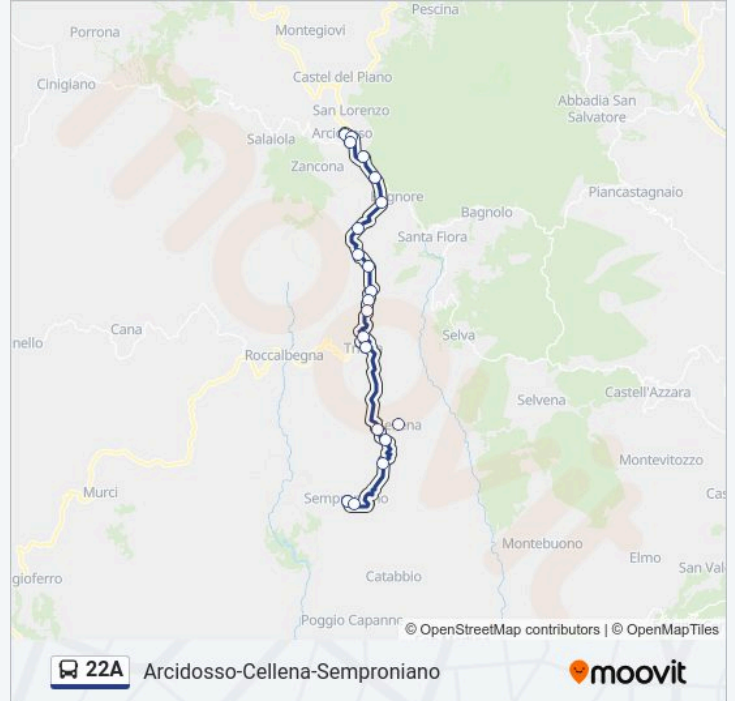 Pescina
Porrona
Montegiovi
Castel del Piano
Cinigiano
Abbadia San
Salvatore
San Lorenzo
Salaiola
Zancona
Piancastagnaio
Bagnolo
Santa Fiora
nello
Cana
Selva
Roccalbegna
Selvena
Castell'Azzara
Montevitozzo
Murci
Montebuono
Elmo
San Val
gioferro
Catabbio
Poggio Capann
© OpenStreetMap contributors | © OpenMapTiles
22A Arcidosso-Cellena-Semproniano
moovit